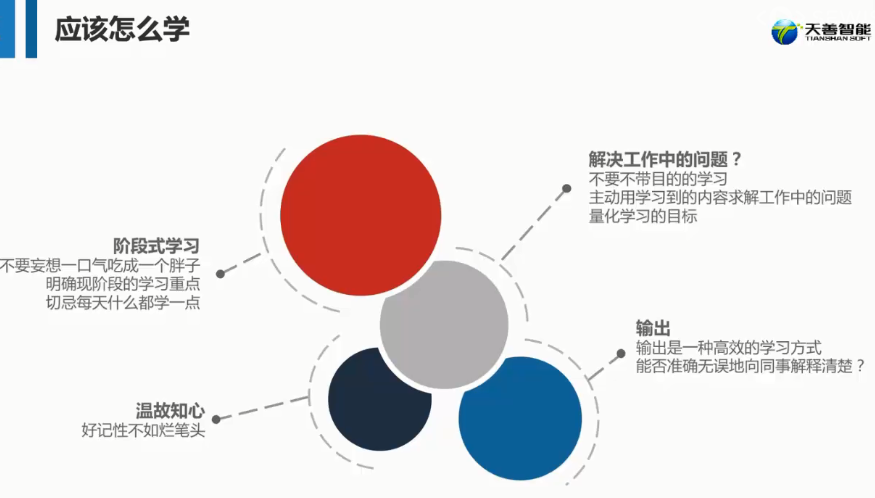 应该怎么学
天善智能
TIANSHAN SOFT
解决工作中的问题？
不要不带目的的学习
主动用学习到的内容求解工作中的问题
量化学习的目标
阶段式学习
不要妄想一口气吃成一个胖子
明确现阶段的学习重点
切忌每天什么都学一点
输出
输出是一种高效的学习方式
能否准确无误地向同事解释清楚？
温故知心
好记性不如烂笔头